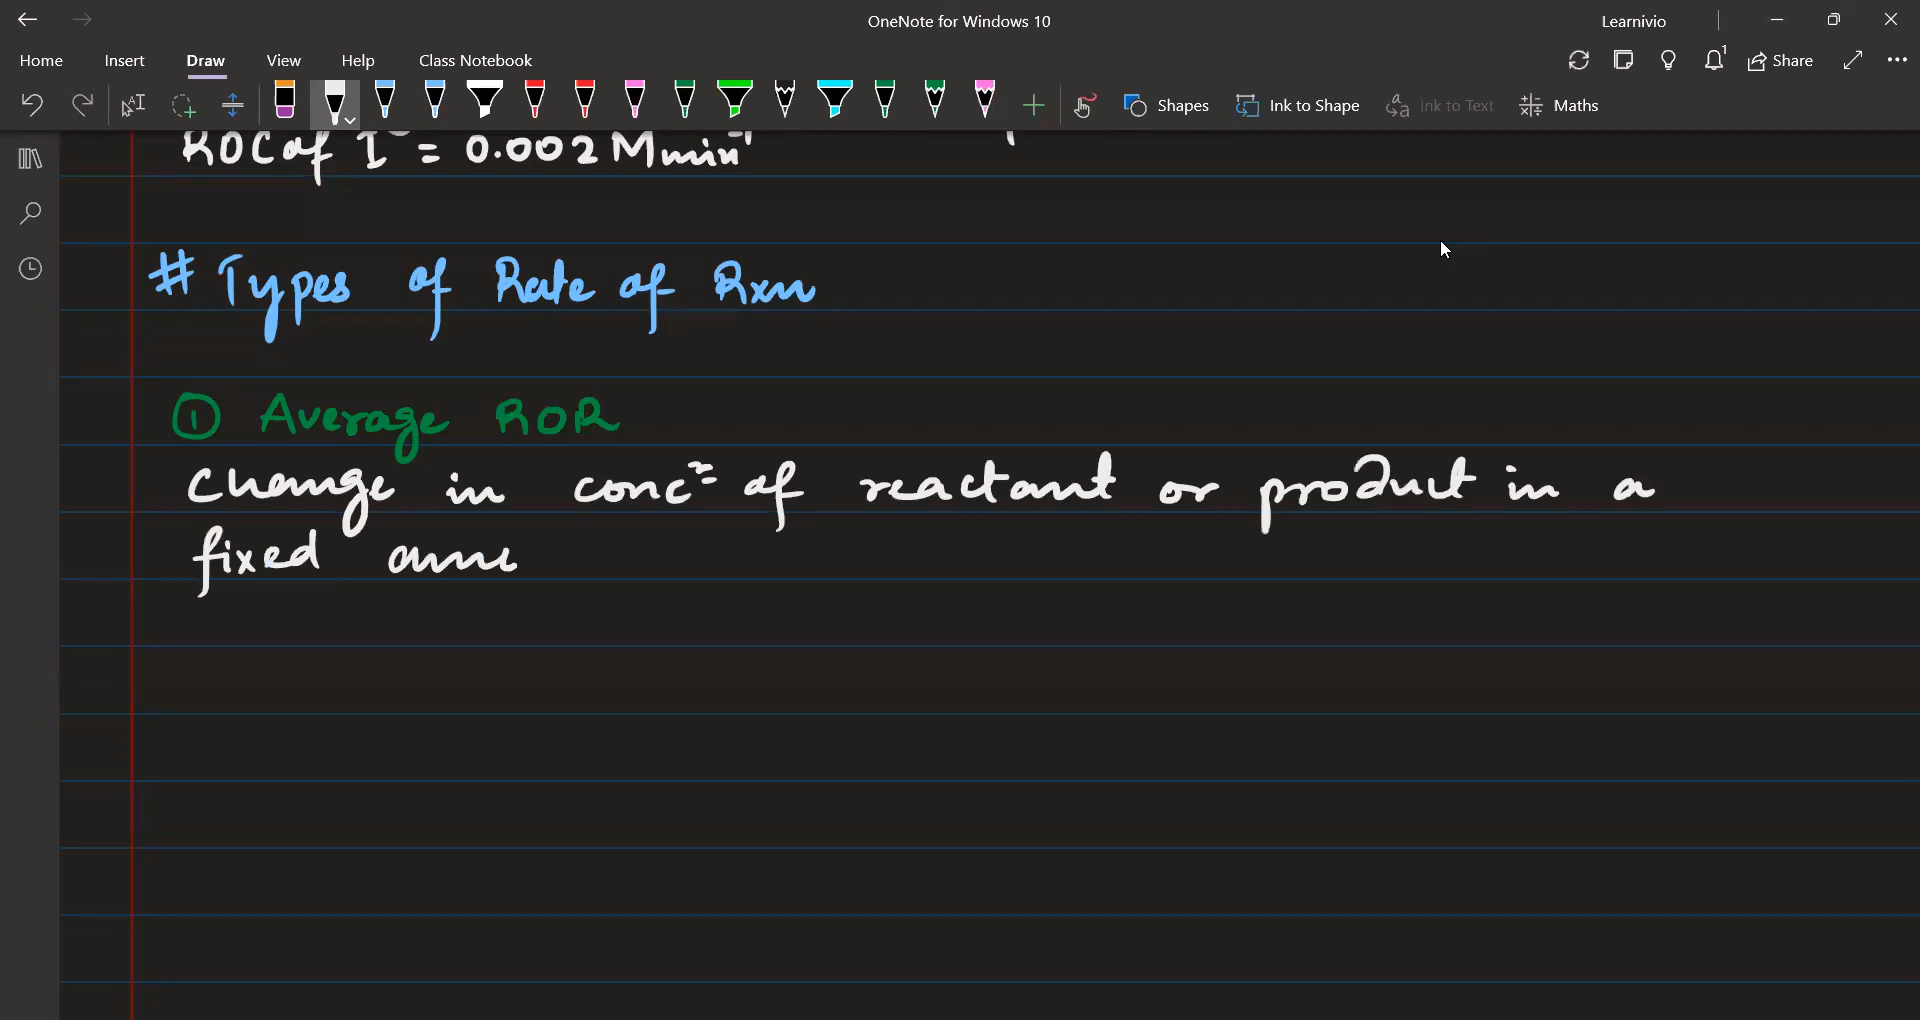 OneNote for Windows 10
Learnivio
Home Insert Draw View Help Class Notebook
1 Share
Shapes Ink to Shape Ink to Text Maths
ROC of I⁻ = 0.002 M min⁻¹
# Types of Rate of Rxn
① Average ROR
Change in concⁿ of reactant or product in a
fixed